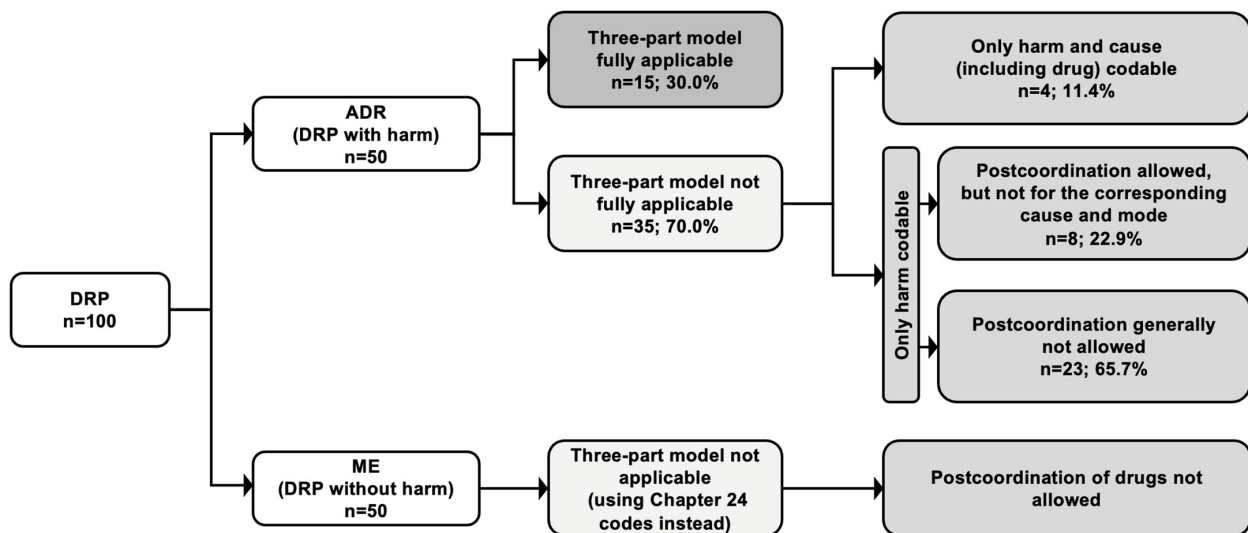 DRP
n=100
ADR
(DRP with harm)
n=50
Three-part model
fully applicable
n=15; 30.0%
Three-part model not
fully applicable
n=35; 70.0%
Only harm and cause
(including drug) codable
n=4; 11.4%
Only harm codable
Postcoordination allowed,
but not for the corresponding
cause and mode
n=8; 22.9%
Postcoordination generally
not allowed
n=23; 65.7%
ME
(DRP without harm)
n=50
Three-part model not
applicable
(using Chapter 24
codes instead)
Postcoordination of drugs not
allowed